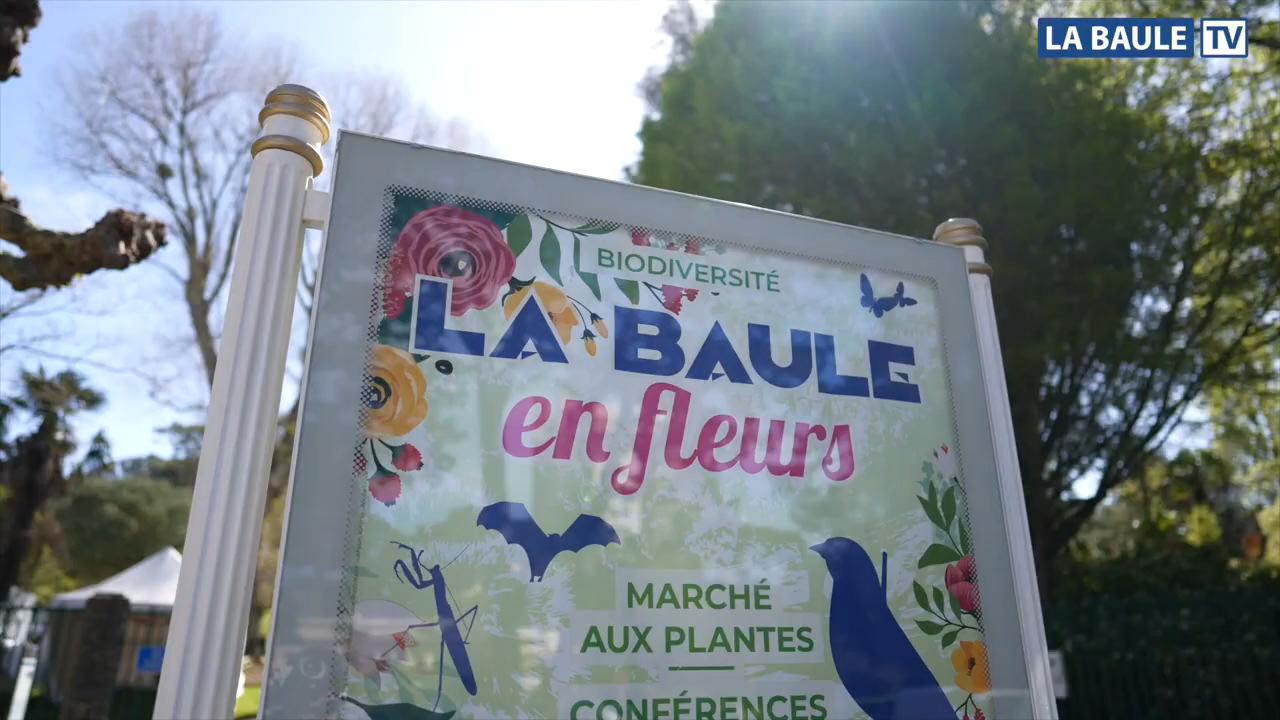 LA BAULE TV
BIODIVERSITÉ
LA BAULE
en fleurs
MARCHÉ
AUX PLANTES
CONFÉRENCES